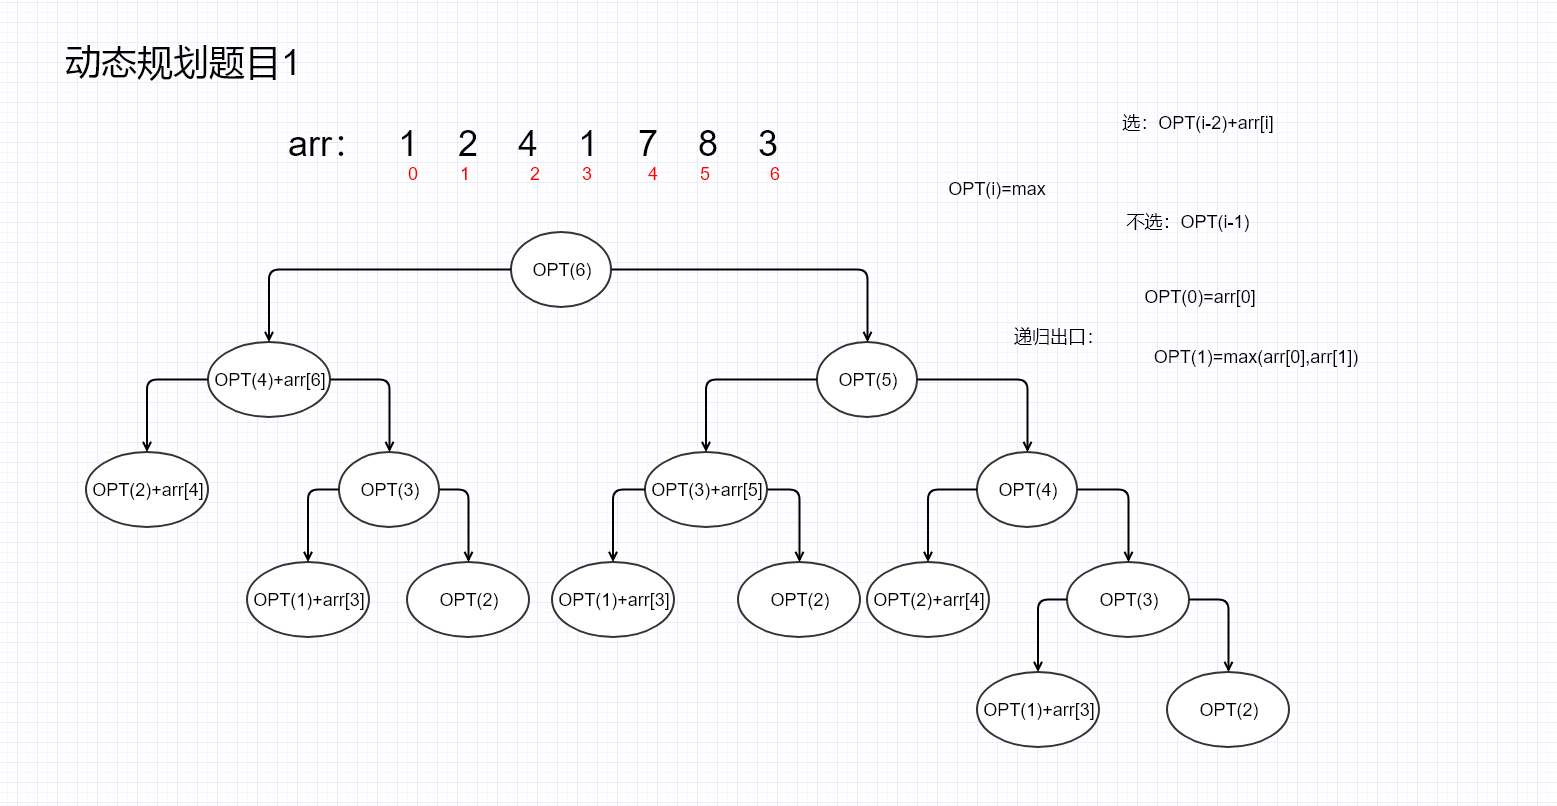 动态规划题目1
arr： 1 2 4 1 7 8 3
0 1 2 3 4 5 6
选：OPT(i-2)+arr[i]
OPT(i)=max
不选：OPT(i-1)
OPT(0)=arr[0]
递归出口：
OPT(1)=max(arr[0],arr[1])
OPT(6)
OPT(4)+arr[6]
OPT(5)
OPT(2)+arr[4]
OPT(3)
OPT(3)+arr[5]
OPT(4)
OPT(1)+arr[3]
OPT(2)
OPT(1)+arr[3]
OPT(2)
OPT(2)+arr[4]
OPT(3)
OPT(1)+arr[3]
OPT(2)